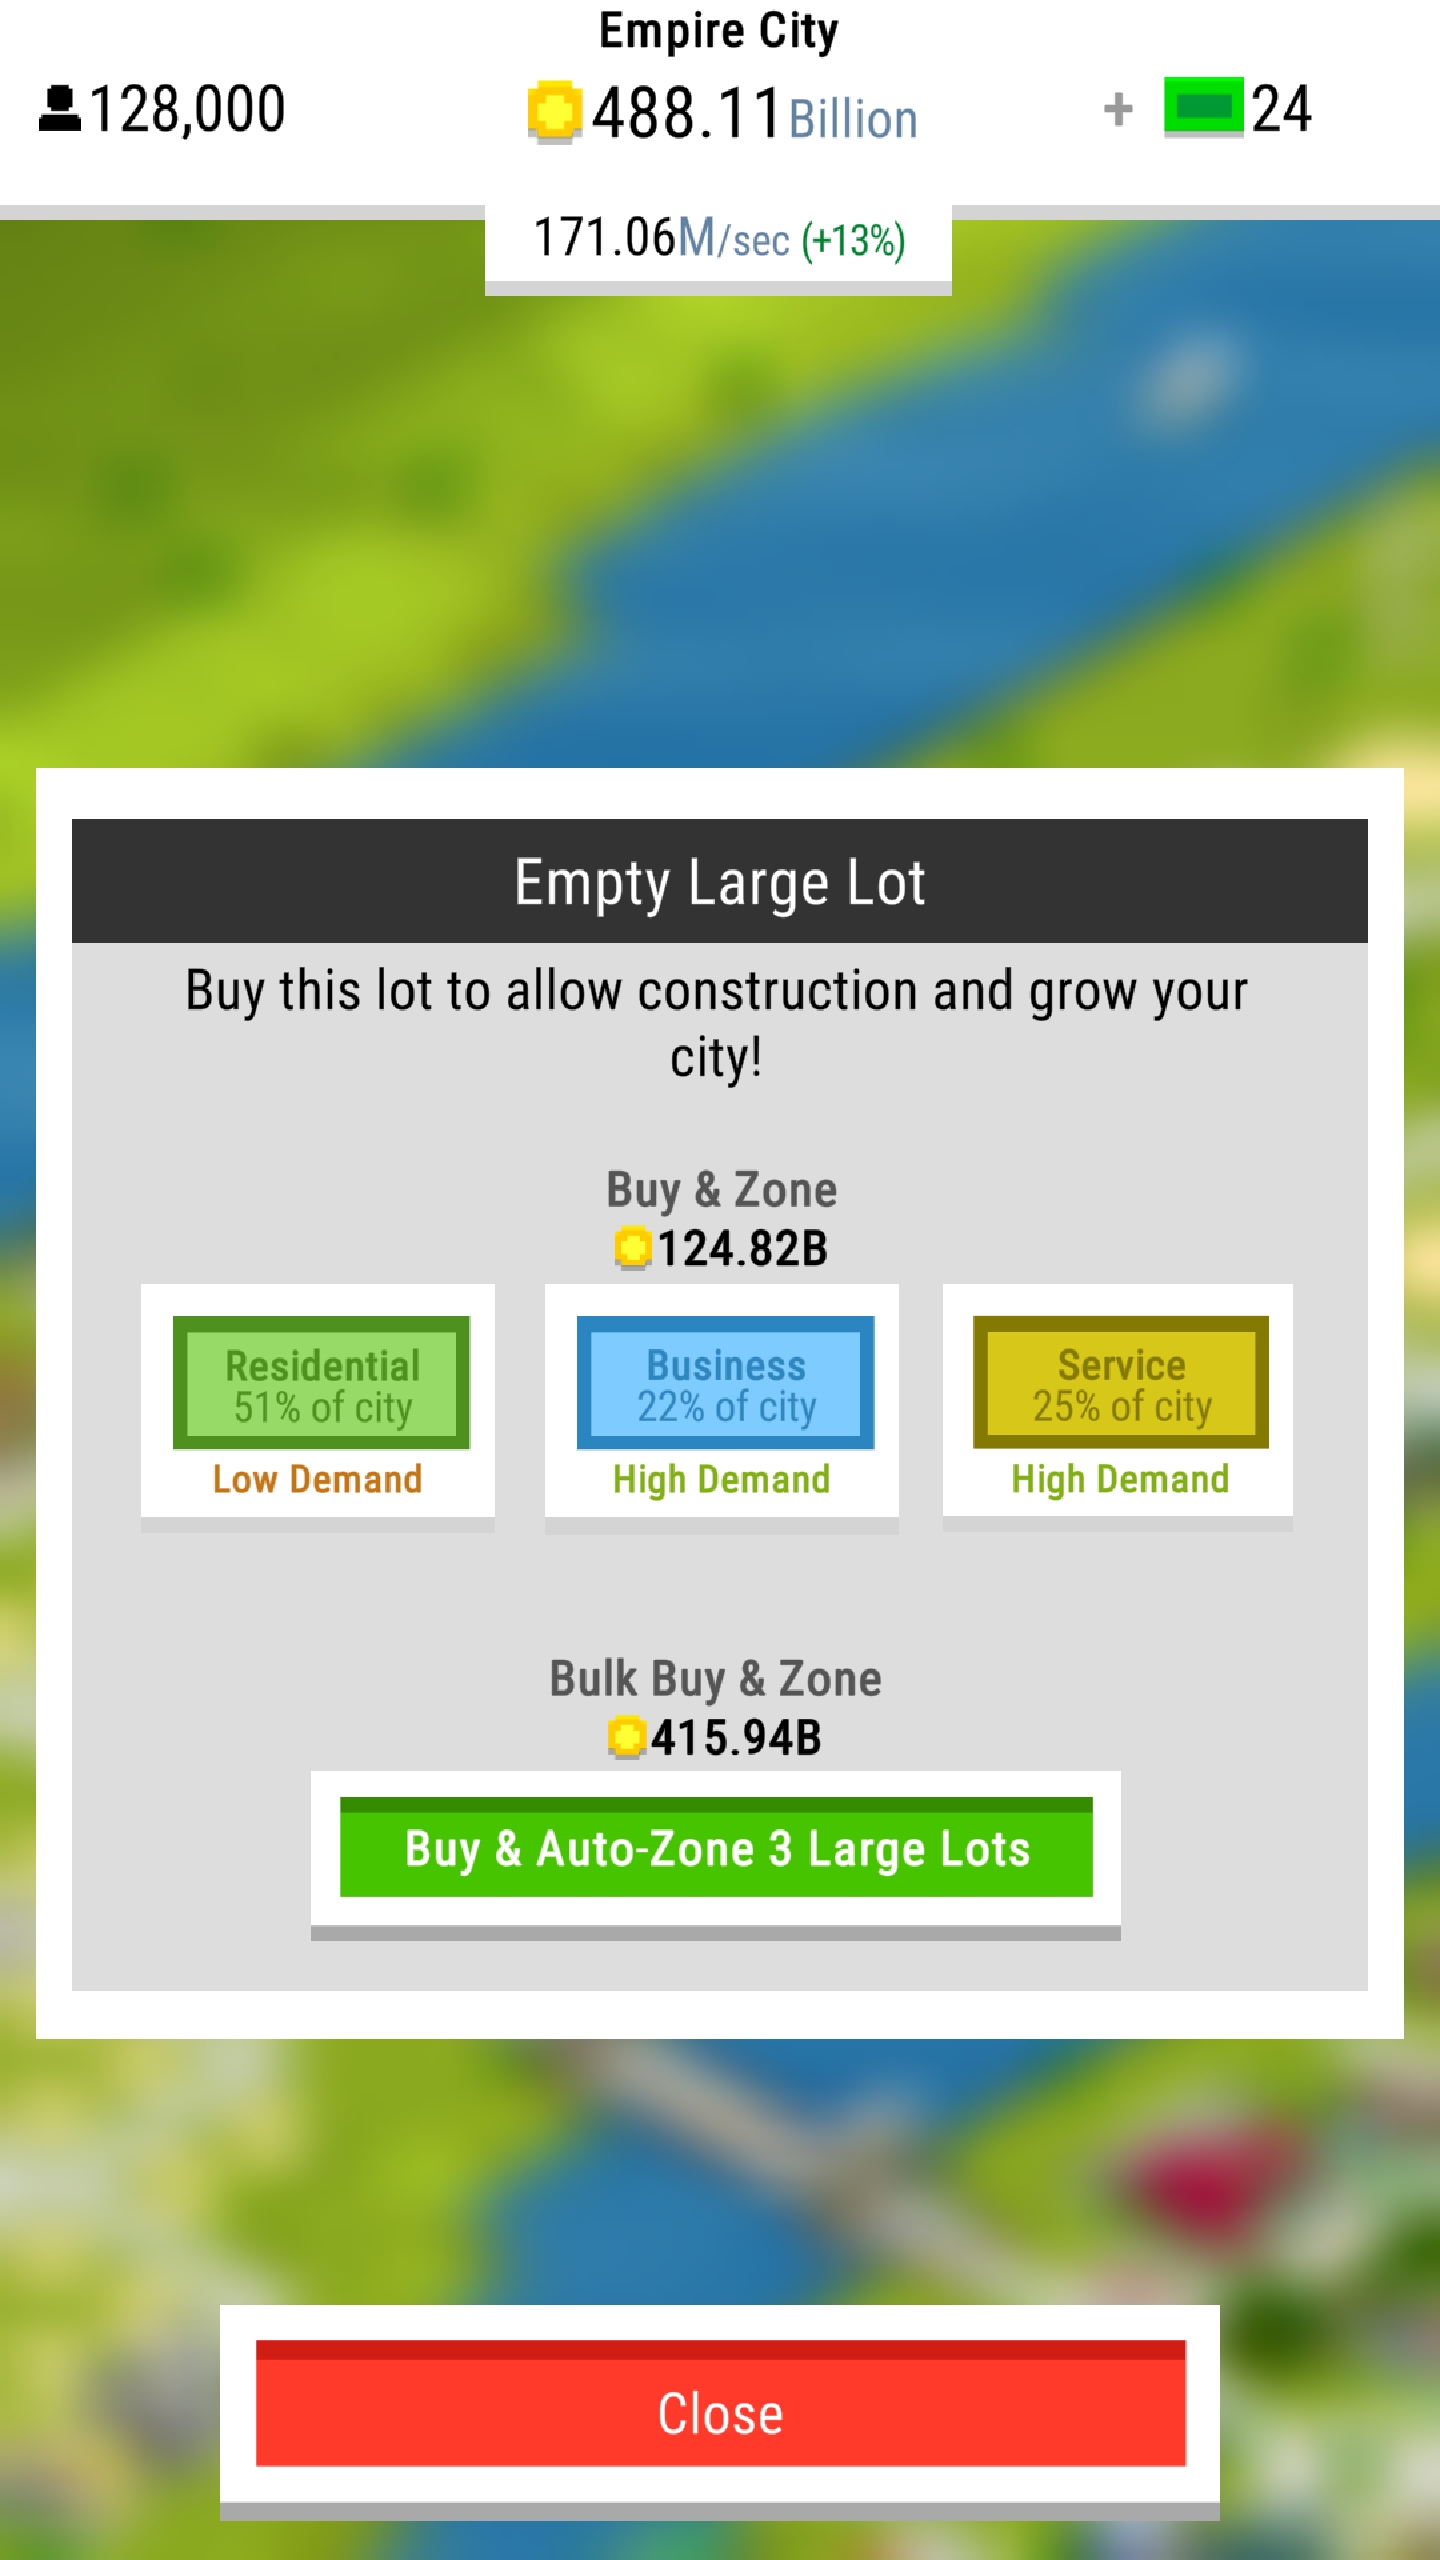 Empire City
128,000
488.11 Billion
+ 24
171.06M/sec (+13%)
Empty Large Lot
Buy this lot to allow construction and grow your
city!
Buy & Zone
124.82B
Residential
51% of city
Low Demand
Business
22% of city
High Demand
Service
25% of city
High Demand
Bulk Buy & Zone
415.94B
Buy & Auto-Zone 3 Large Lots
Close